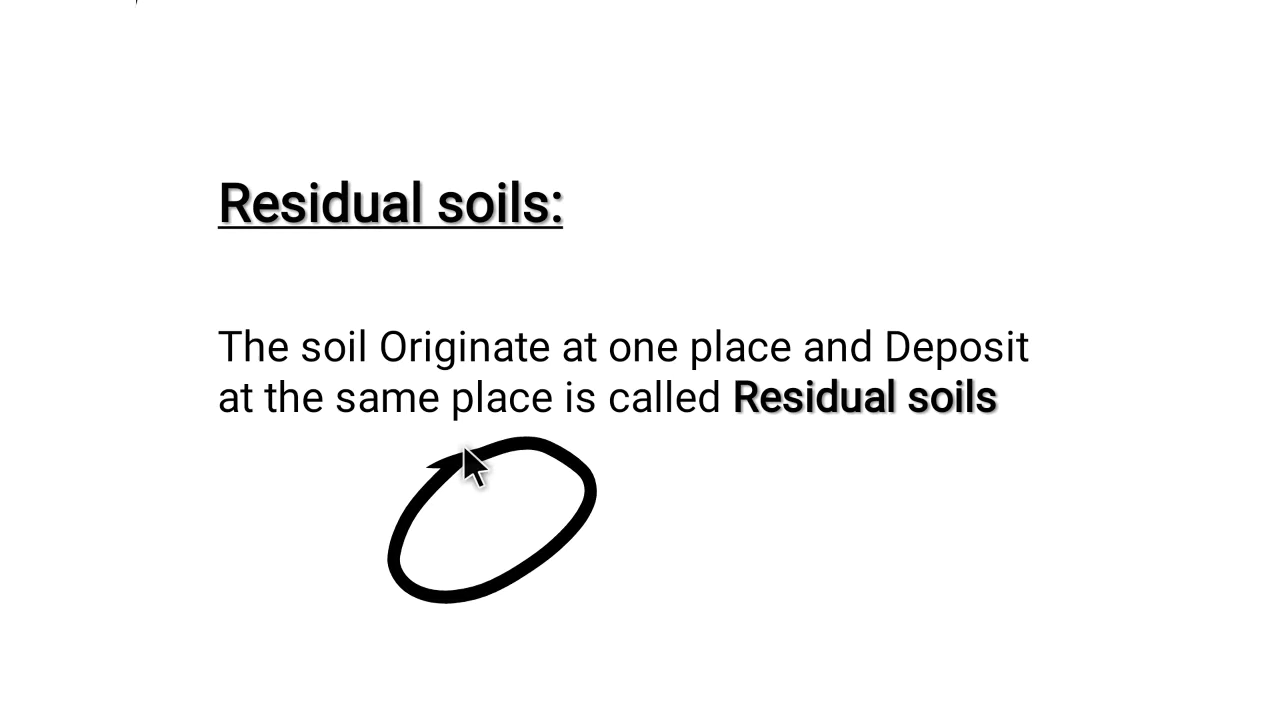 Residual soils:
The soil Originate at one place and Deposit
at the same place is called Residual soils